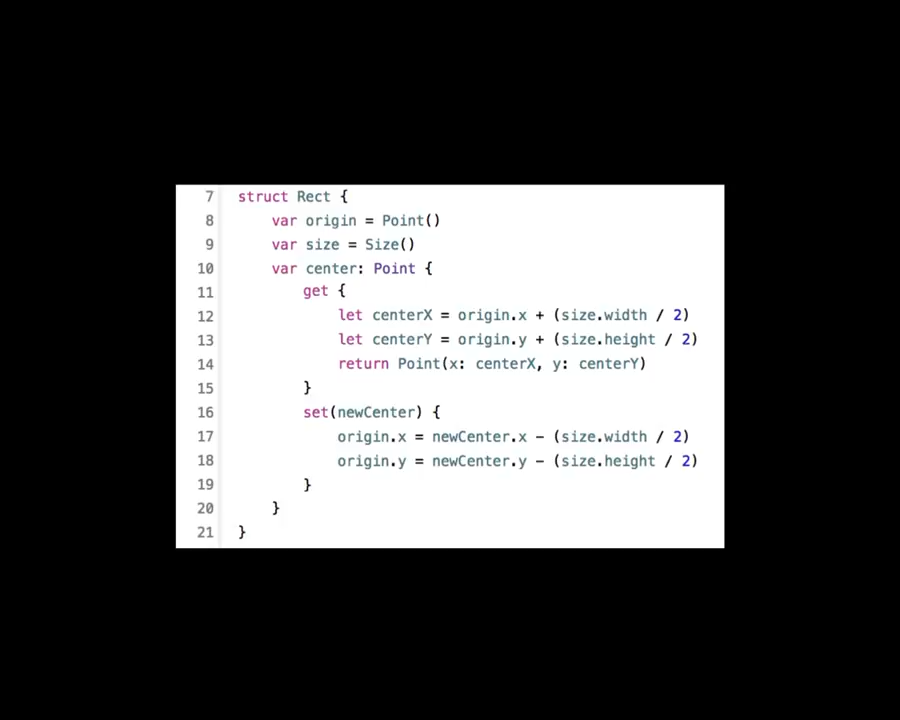 7 struct Rect {
8 var origin = Point()
9 var size = Size()
10 var center: Point {
11 get {
12 let centerX = origin.x + (size.width / 2)
13 let centerY = origin.y + (size.height / 2)
14 return Point(x: centerX, y: centerY)
15 }
16 set(newCenter) {
17 origin.x = newCenter.x - (size.width / 2)
18 origin.y = newCenter.y - (size.height / 2)
19 }
20 }
21 }